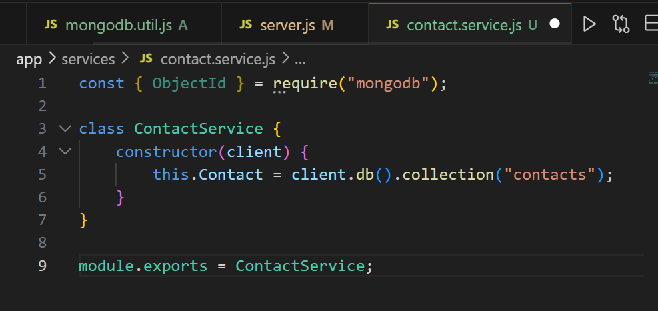 JS mongodb.util.js A JS server.js M JS contact.service.js U
app > services > JS contact.service.js > ...
1 const { ObjectId } = require("mongodb");
2
3 class ContactService {
4 constructor(client) {
5 this.Contact = client.db().collection("contacts");
6 }
7 }
8
9 module.exports = ContactService;